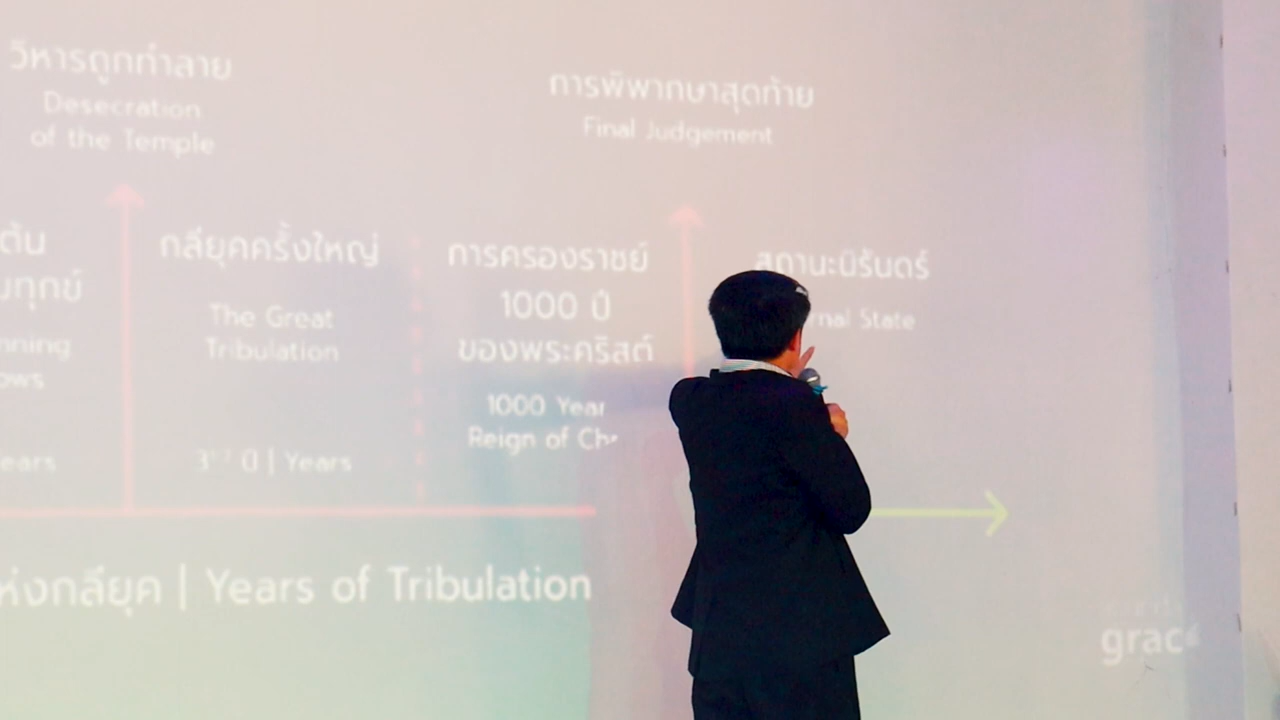 วิหารถูกทำลาย
Desecration
of the Temple
การพิพากษาสุดท้าย
Final Judgement
กลียุคครั้งใหญ่
The Great
Tribulation
ปี | Years
การครองราชย์
1000 ปี
ของพระคริสต์
1000 Year
Reign of
สถานะนิรันดร์
State
| Years of Tribulation